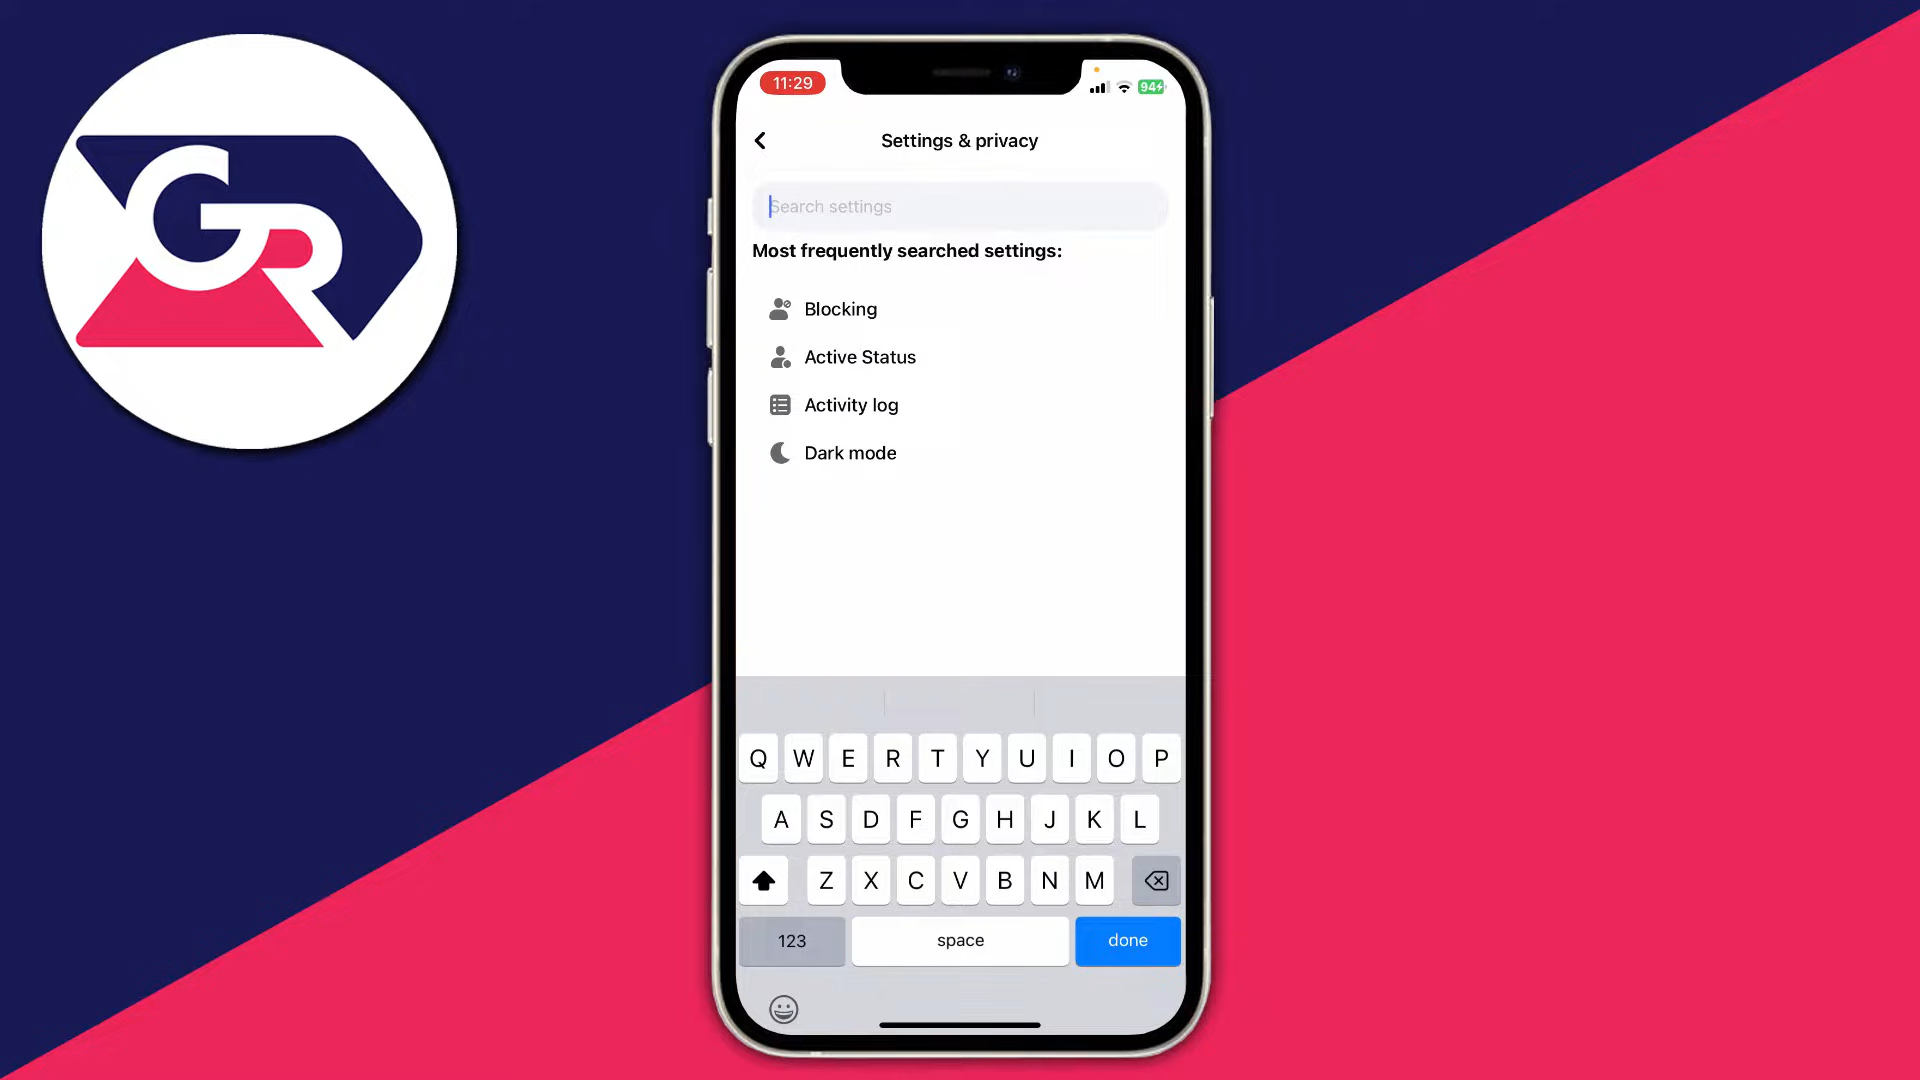 GR
11:29
94
Settings & privacy
Search settings
Most frequently searched settings:
Blocking
Active Status
Activity log
Dark mode
Q W E R T Y U I O P
A S D F G H J K L
Z X C V B N M
123 space done